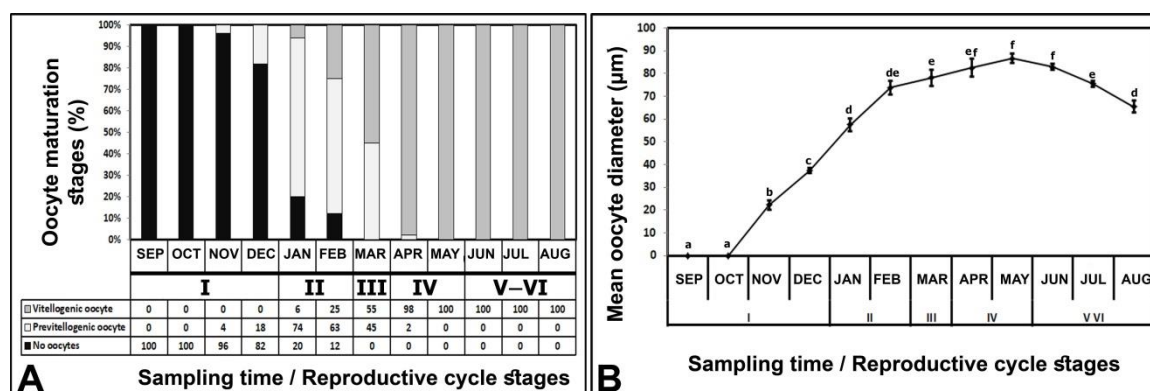 Oocyte maturation
stages (%)
100%
90%
80%
70%
60%
50%
40%
30%
20%
10%
0%
SEP OCT NOV DEC JAN FEB MAR APR MAY JUN JUL AUG
I II III IV V–VI
Vitellogenic oocyte 0 0 0 0 6 25 55 98 100 100 100 100
Previtellogenic oocyte 0 0 4 18 74 63 45 2 0 0 0 0
No oocytes 100 100 96 82 20 12 0 0 0 0 0 0
A
Sampling time / Reproductive cycle stages
Mean oocyte diameter (µm)
100
90
80
70
60
50
40
30
20
10
0
a a b c d de e ef f f e d
SEP OCT NOV DEC JAN FEB MAR APR MAY JUN JUL AUG
I II III IV V VI
B
Sampling time / Reproductive cycle stages